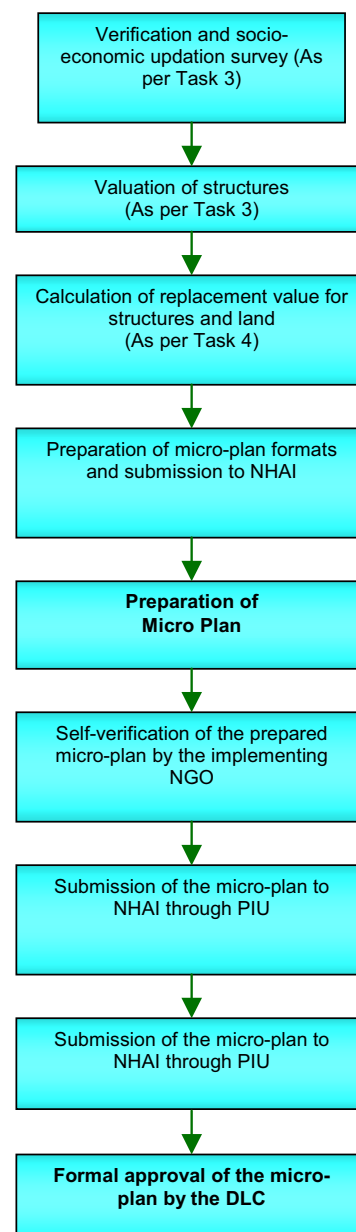 Verification and socio-
economic updation survey (As
per Task 3)
Valuation of structures
(As per Task 3)
Calculation of replacement value for
structures and land
(As per Task 4)
Preparation of micro-plan formats
and submission to NHAI
Preparation of
Micro Plan
Self-verification of the prepared
micro-plan by the implementing
NGO
Submission of the micro-plan to
NHAI through PIU
Submission of the micro-plan to
NHAI through PIU
Formal approval of the micro-
plan by the DLC